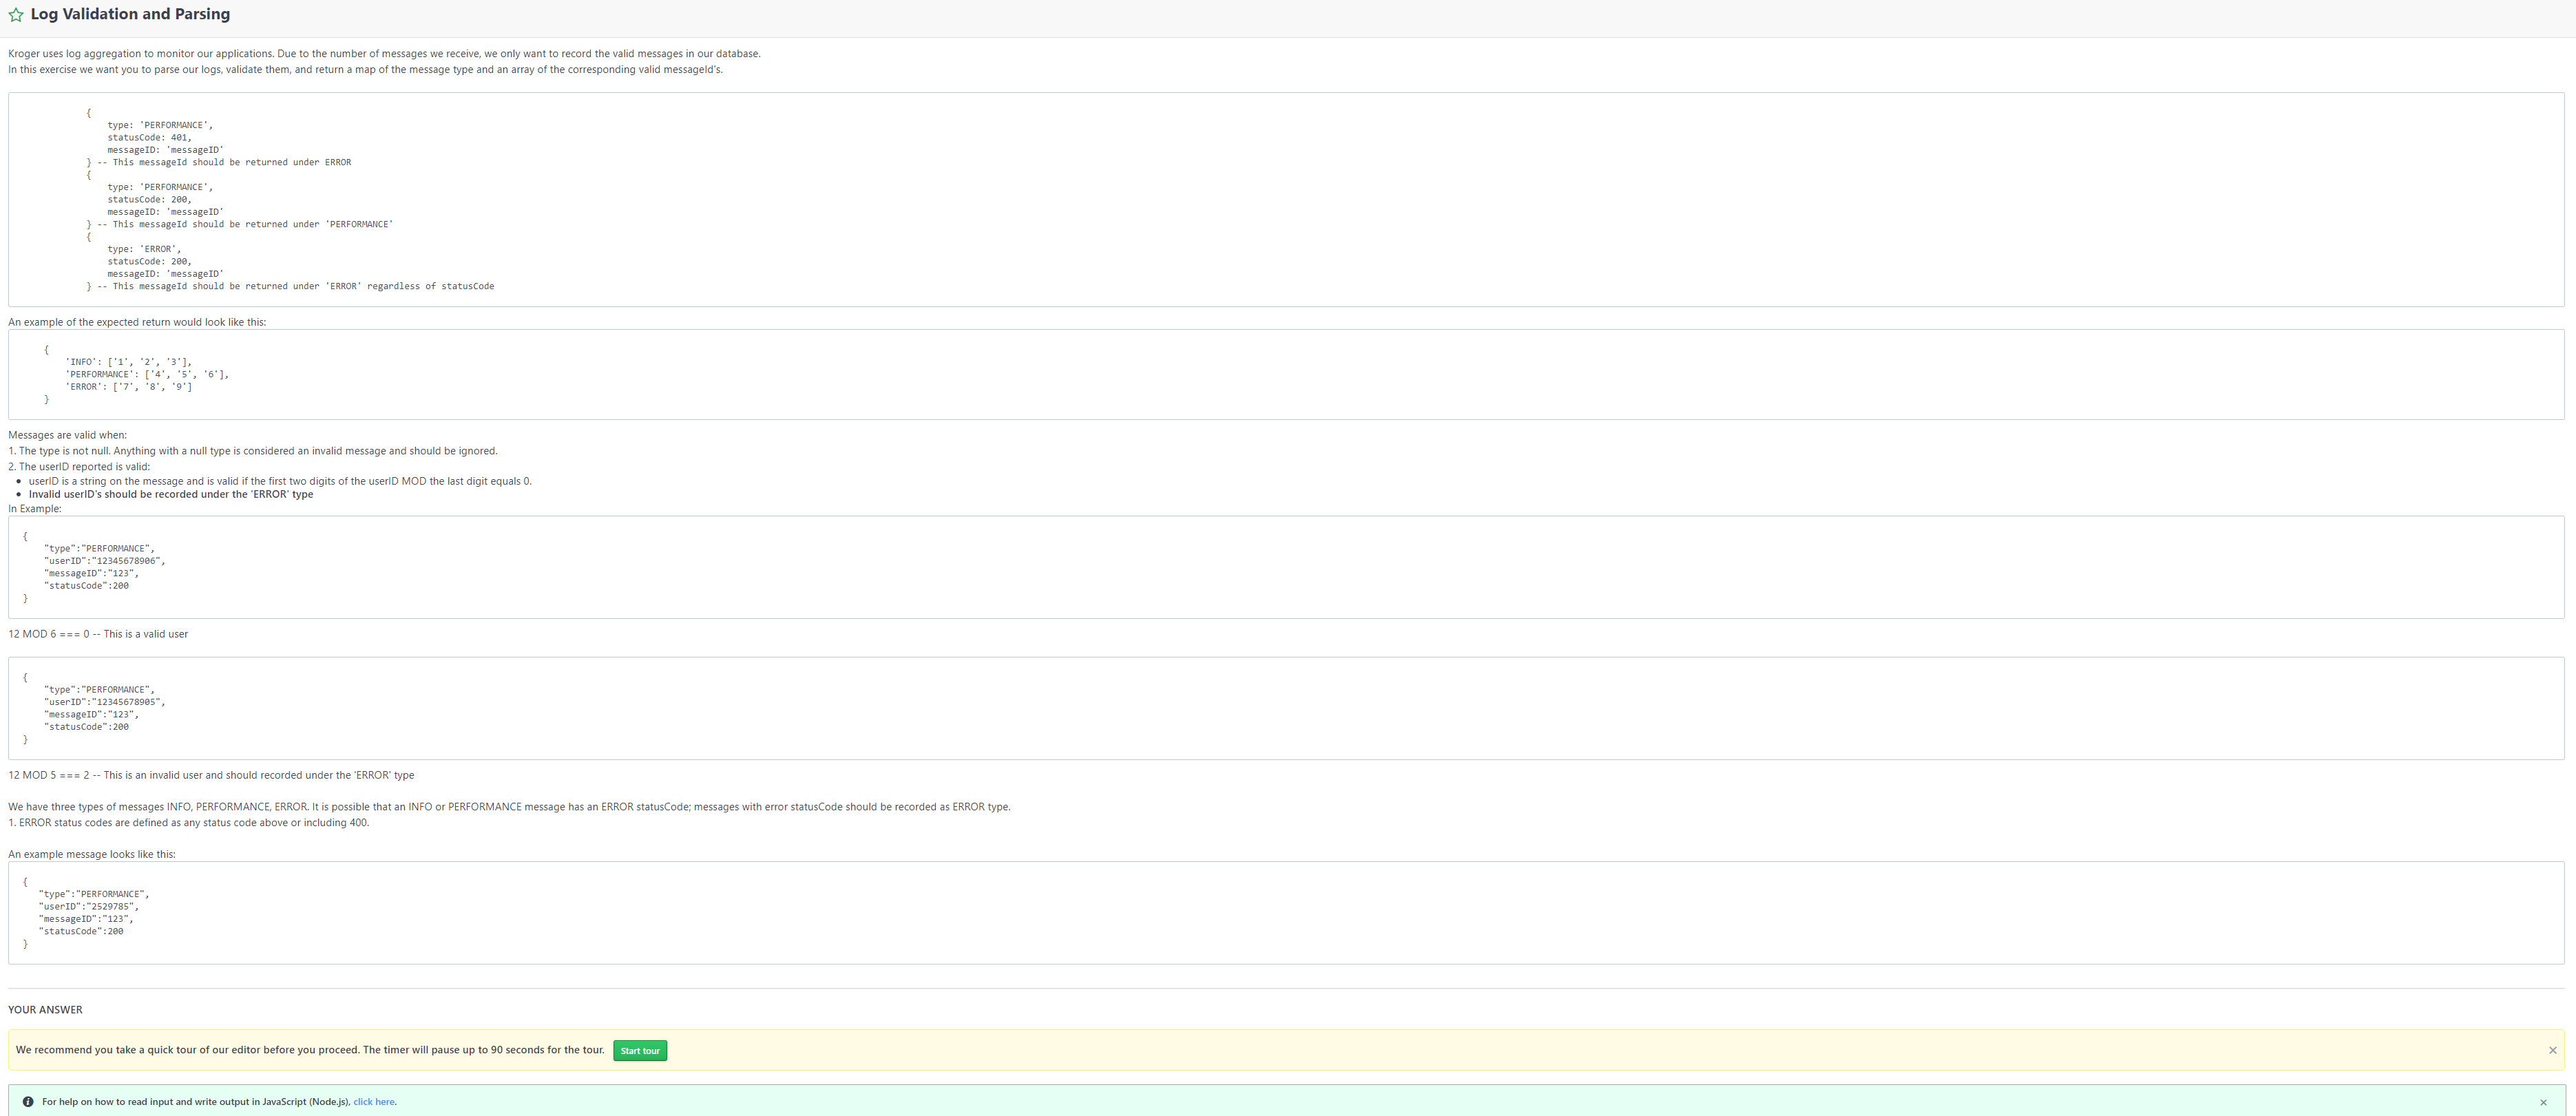 Log Validation and Parsing
Kroger uses log aggregation to monitor our applications. Due to the number of messages we receive, we only want to record the valid messages in our database.
In this exercise we want you to parse our logs, validate them, and return a map of the message type and an array of the corresponding valid messageId's.
{
type: 'PERFORMANCE',
statusCode: 401,
messageID: 'messageID'
} -- This messageId should be returned under ERROR
{
type: 'PERFORMANCE',
statusCode: 200,
messageID: 'messageID'
} -- This messageId should be returned under 'PERFORMANCE'
{
type: 'ERROR',
statusCode: 200,
messageID: 'messageID'
} -- This messageId should be returned under 'ERROR' regardless of statusCode
An example of the expected return would look like this:
{
'INFO': ['1', '2', '3'],
'PERFORMANCE': ['4', '5', '6'],
'ERROR': ['7', '8', '9']
}
Messages are valid when:
1. The type is not null. Anything with a null type is considered an invalid message and should be ignored.
2. The userID reported is valid:
• userID is a string on the message and is valid if the first two digits of the userID MOD the last digit equals 0.
• Invalid userID's should be recorded under the 'ERROR' type
In Example:
{
"type":"PERFORMANCE",
"userID":"12345678906",
"messageID":"123",
"statusCode":200
}
12 MOD 6 === 0 -- This is a valid user
{
"type":"PERFORMANCE",
"userID":"12345678905",
"messageID":"123",
"statusCode":200
}
12 MOD 5 === 2 -- This is an invalid user and should recorded under the 'ERROR' type
We have three types of messages INFO, PERFORMANCE, ERROR. It is possible that an INFO or PERFORMANCE message has an ERROR statusCode; messages with error statusCode should be recorded as ERROR type.
1. ERROR status codes are defined as any status code above or including 400.
An example message looks like this:
{
"type":"PERFORMANCE",
"userID":"2529785",
"messageID":"123",
"statusCode":200
}
YOUR ANSWER
We recommend you take a quick tour of our editor before you proceed. The timer will pause up to 90 seconds for the tour. Start tour
For help on how to read input and write output in JavaScript (Node.js), click here.